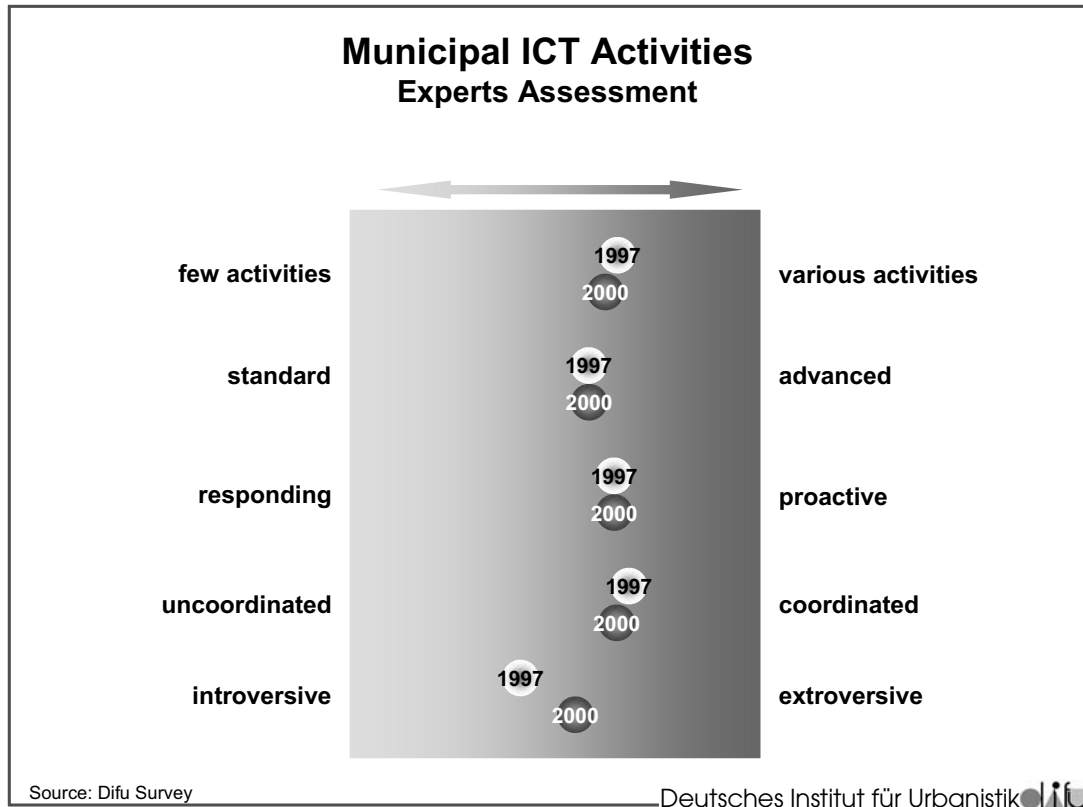 Municipal ICT Activities
Experts Assessment
1997
few activities
various activities
2000
1997
standard
advanced
2000
1997
responding
proactive
2000
1997
uncoordinated
coordinated
2000
1997
introversive
extroversive
2000
Source: Difu Survey
Deutsches Institut für Urbanistik
difu